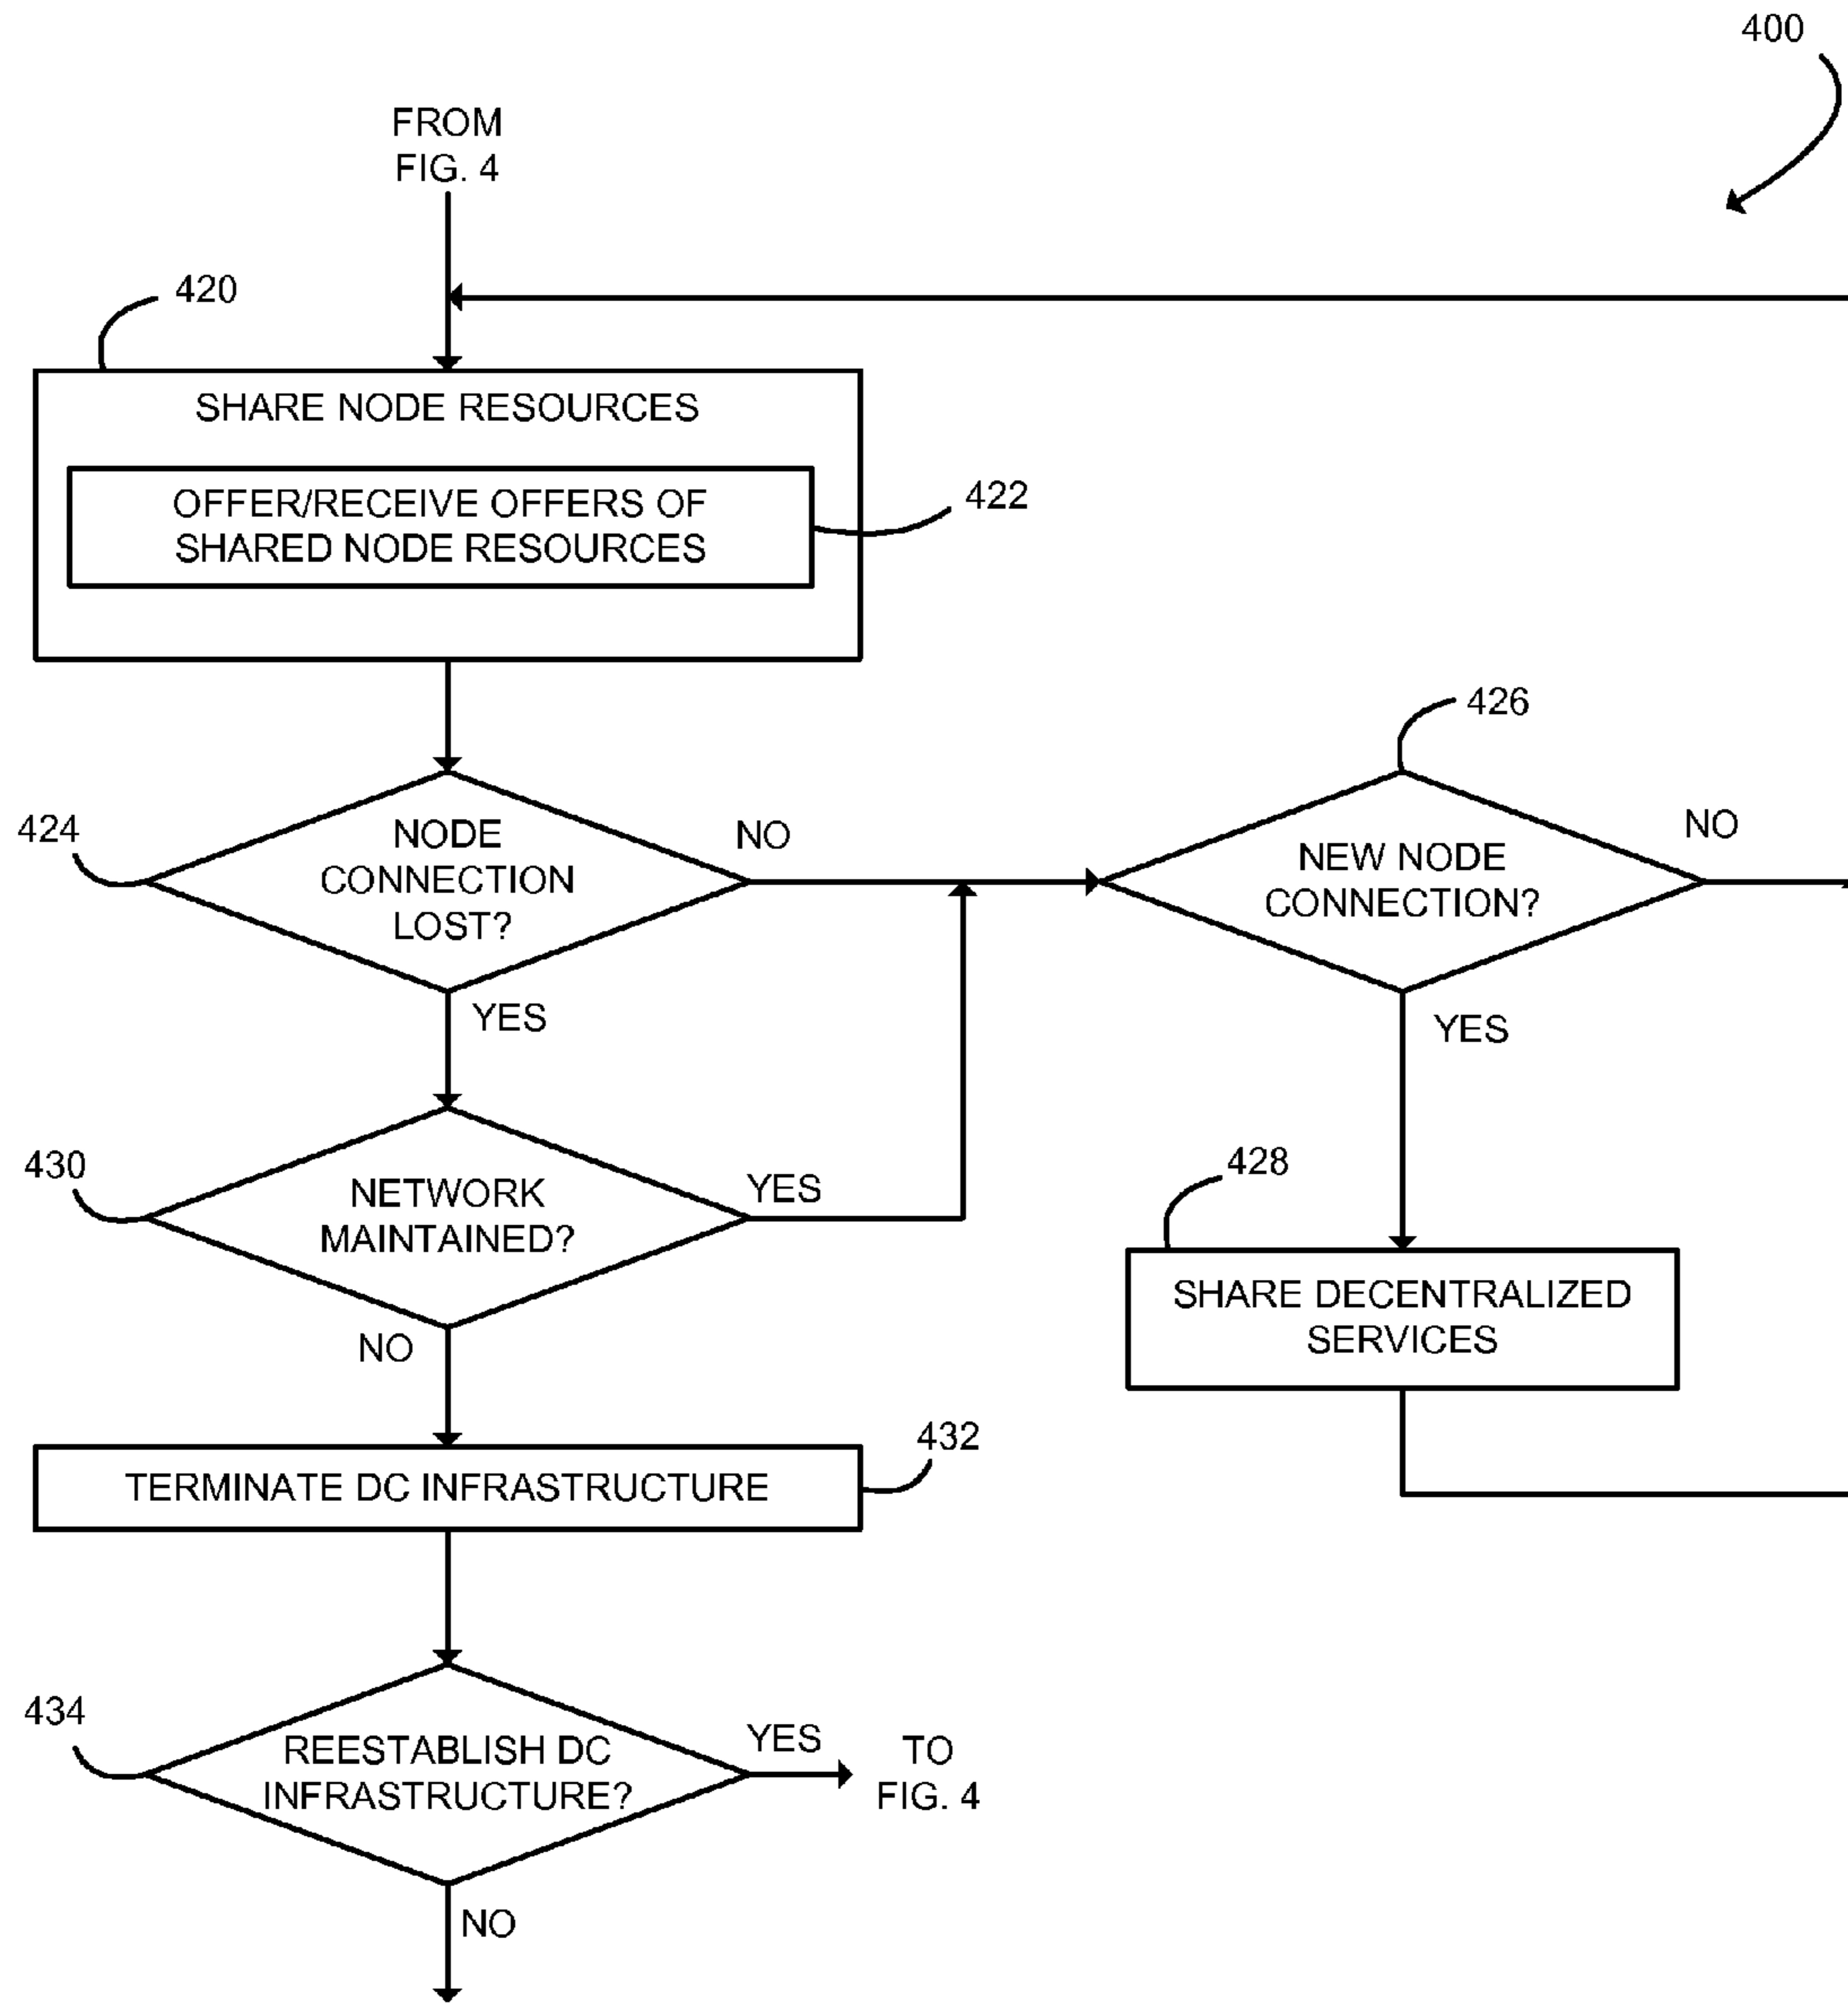 400
FROM
FIG. 4
420
SHARE NODE RESOURCES
OFFER/RECEIVE OFFERS OF
SHARED NODE RESOURCES
422
424
NODE
CONNECTION
LOST?
NO
YES
426
NEW NODE
CONNECTION?
NO
YES
430
NETWORK
MAINTAINED?
YES
NO
428
SHARE DECENTRALIZED
SERVICES
TERMINATE DC INFRASTRUCTURE
432
434
REESTABLISH DC
INFRASTRUCTURE?
YES
TO
FIG. 4
NO